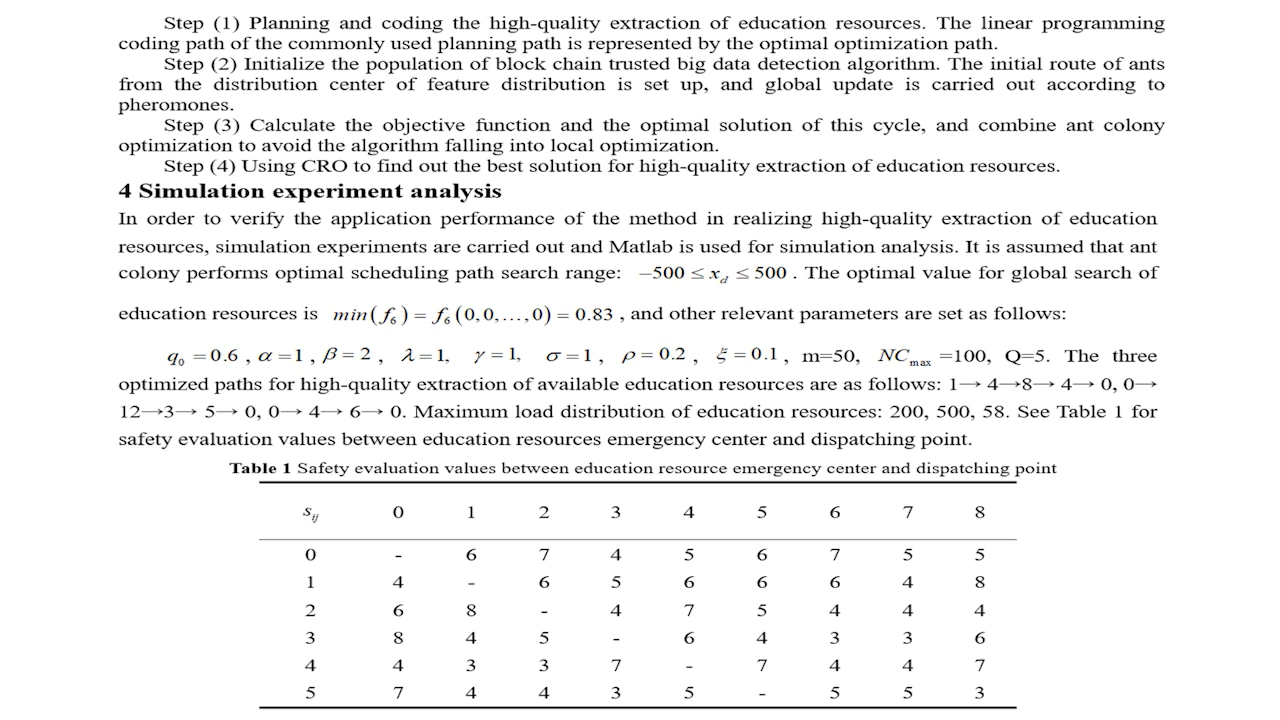 Step (1) Planning and coding the high-quality extraction of education resources. The linear programming
coding path of the commonly used planning path is represented by the optimal optimization path.
Step (2) Initialize the population of block chain trusted big data detection algorithm. The initial route of ants
from the distribution center of feature distribution is set up, and global update is carried out according to
pheromones.
Step (3) Calculate the objective function and the optimal solution of this cycle, and combine ant colony
optimization to avoid the algorithm falling into local optimization.
Step (4) Using CRO to find out the best solution for high-quality extraction of education resources.
4 Simulation experiment analysis
In order to verify the application performance of the method in realizing high-quality extraction of education
resources, simulation experiments are carried out and Matlab is used for simulation analysis. It is assumed that ant
colony performs optimal scheduling path search range: −500 ≤ x_d ≤ 500 . The optimal value for global search of
education resources is min(f₆) = f₆(0,0,…,0) = 0.83 , and other relevant parameters are set as follows:
q₀ = 0.6 , α = 1 , β = 2 , λ = 1, γ = 1, σ = 1 , ρ = 0.2 , ξ = 0.1 , m=50, NC_max =100, Q=5. The three
optimized paths for high-quality extraction of available education resources are as follows: 1→ 4→8→ 4→ 0, 0→
12→3→ 5→ 0, 0→ 4→ 6→ 0. Maximum load distribution of education resources: 200, 500, 58. See Table 1 for
safety evaluation values between education resources emergency center and dispatching point.
Table 1 Safety evaluation values between education resource emergency center and dispatching point
s_ij 0 1 2 3 4 5 6 7 8
0 - 6 7 4 5 6 7 5 5
1 4 - 6 5 6 6 6 4 8
2 6 8 - 4 7 5 4 4 4
3 8 4 5 - 6 4 3 3 6
4 4 3 3 7 - 7 4 4 7
5 7 4 4 3 5 - 5 5 3